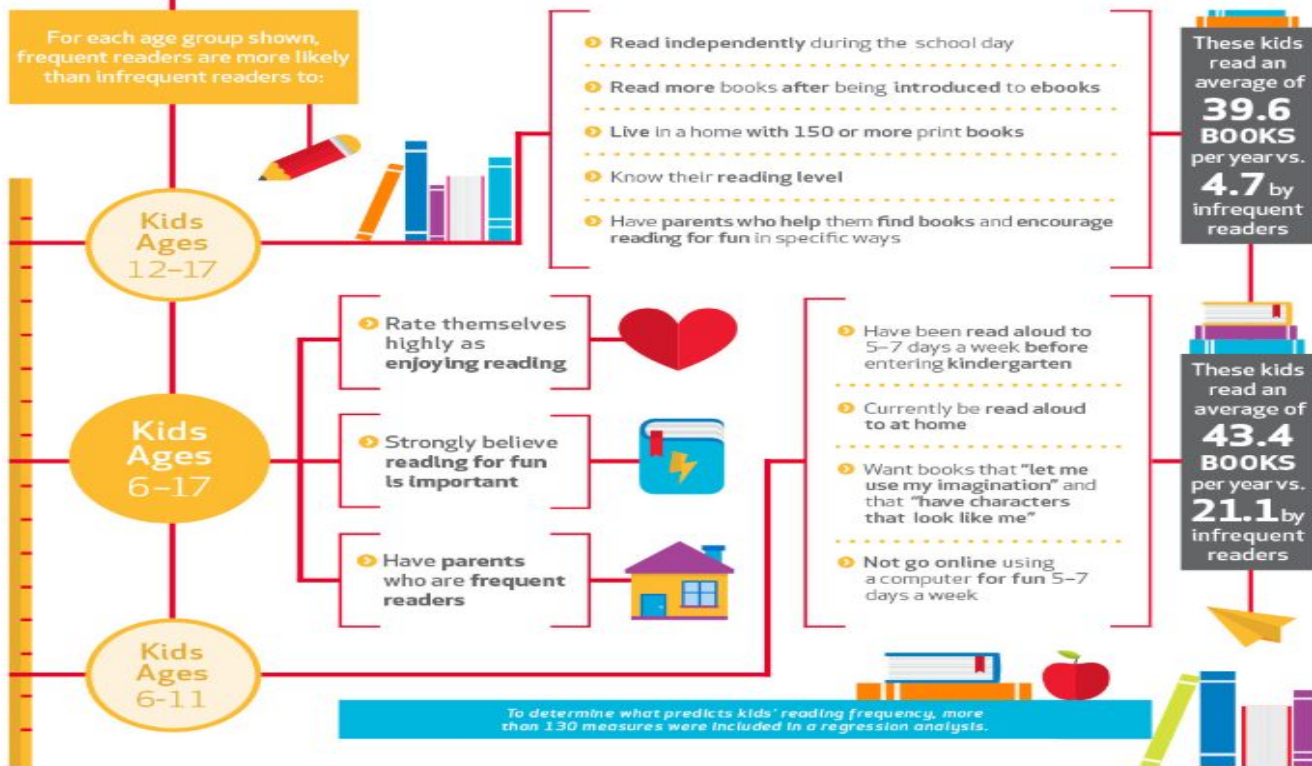 For each age group shown,
frequent readers are more likely
than infrequent readers to:
Kids
Ages
12–17
Read independently during the school day
Read more books after being introduced to ebooks
Live in a home with 150 or more print books
Know their reading level
Have parents who help them find books and encourage
reading for fun in specific ways
These kids
read an
average of
39.6
BOOKS
per year vs.
4.7 by
infrequent
readers
Kids
Ages
6–17
Rate themselves
highly as
enjoying reading
Strongly believe
reading for fun
is important
Have parents
who are frequent
readers
Kids
Ages
6-11
Have been read aloud to
5–7 days a week before
entering kindergarten
Currently be read aloud
to at home
Want books that "let me
use my imagination" and
that "have characters
that look like me"
Not go online using
a computer for fun 5–7
days a week
These kids
read an
average of
43.4
BOOKS
per year vs.
21.1 by
infrequent
readers
To determine what predicts kids' reading frequency, more
than 130 measures were included in a regression analysis.